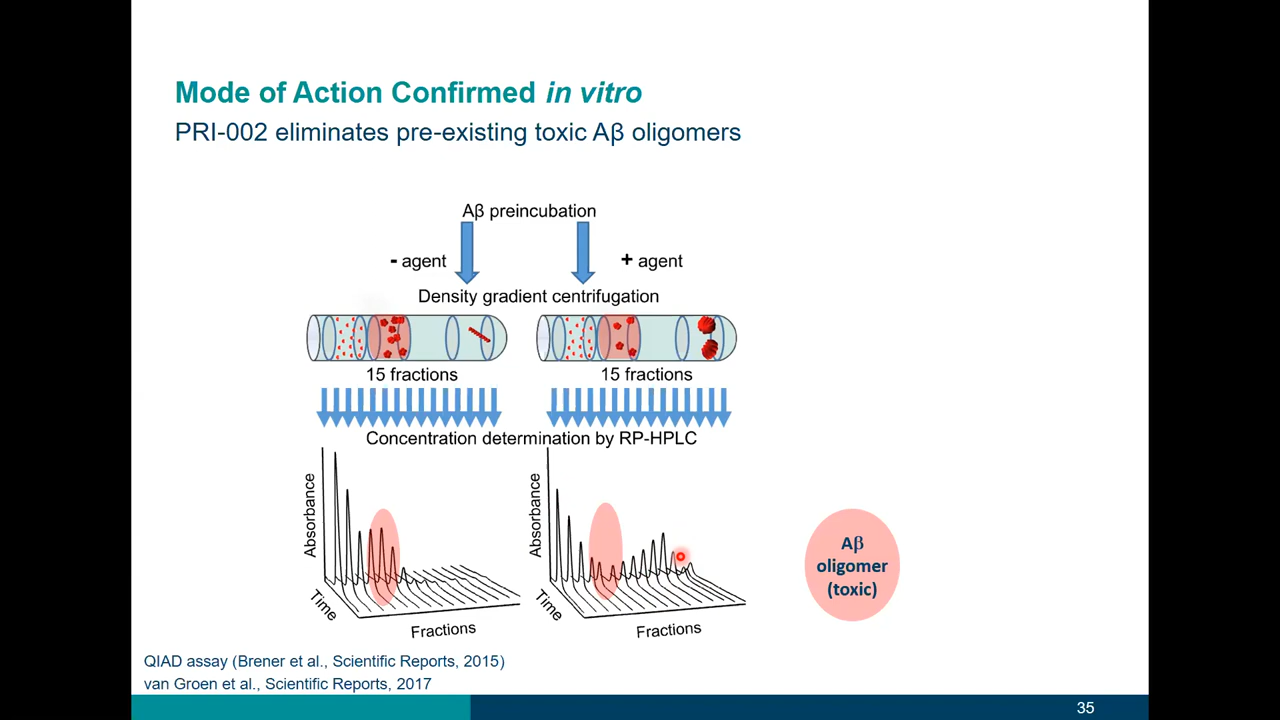 Mode of Action Confirmed in vitro
PRI-002 eliminates pre-existing toxic Aβ oligomers
Aβ preincubation
- agent
+ agent
Density gradient centrifugation
15 fractions
15 fractions
Concentration determination by RP-HPLC
Absorbance
Time
Fractions
Absorbance
Time
Fractions
Aβ
oligomer
(toxic)
QIAD assay (Brener et al., Scientific Reports, 2015)
van Groen et al., Scientific Reports, 2017
35